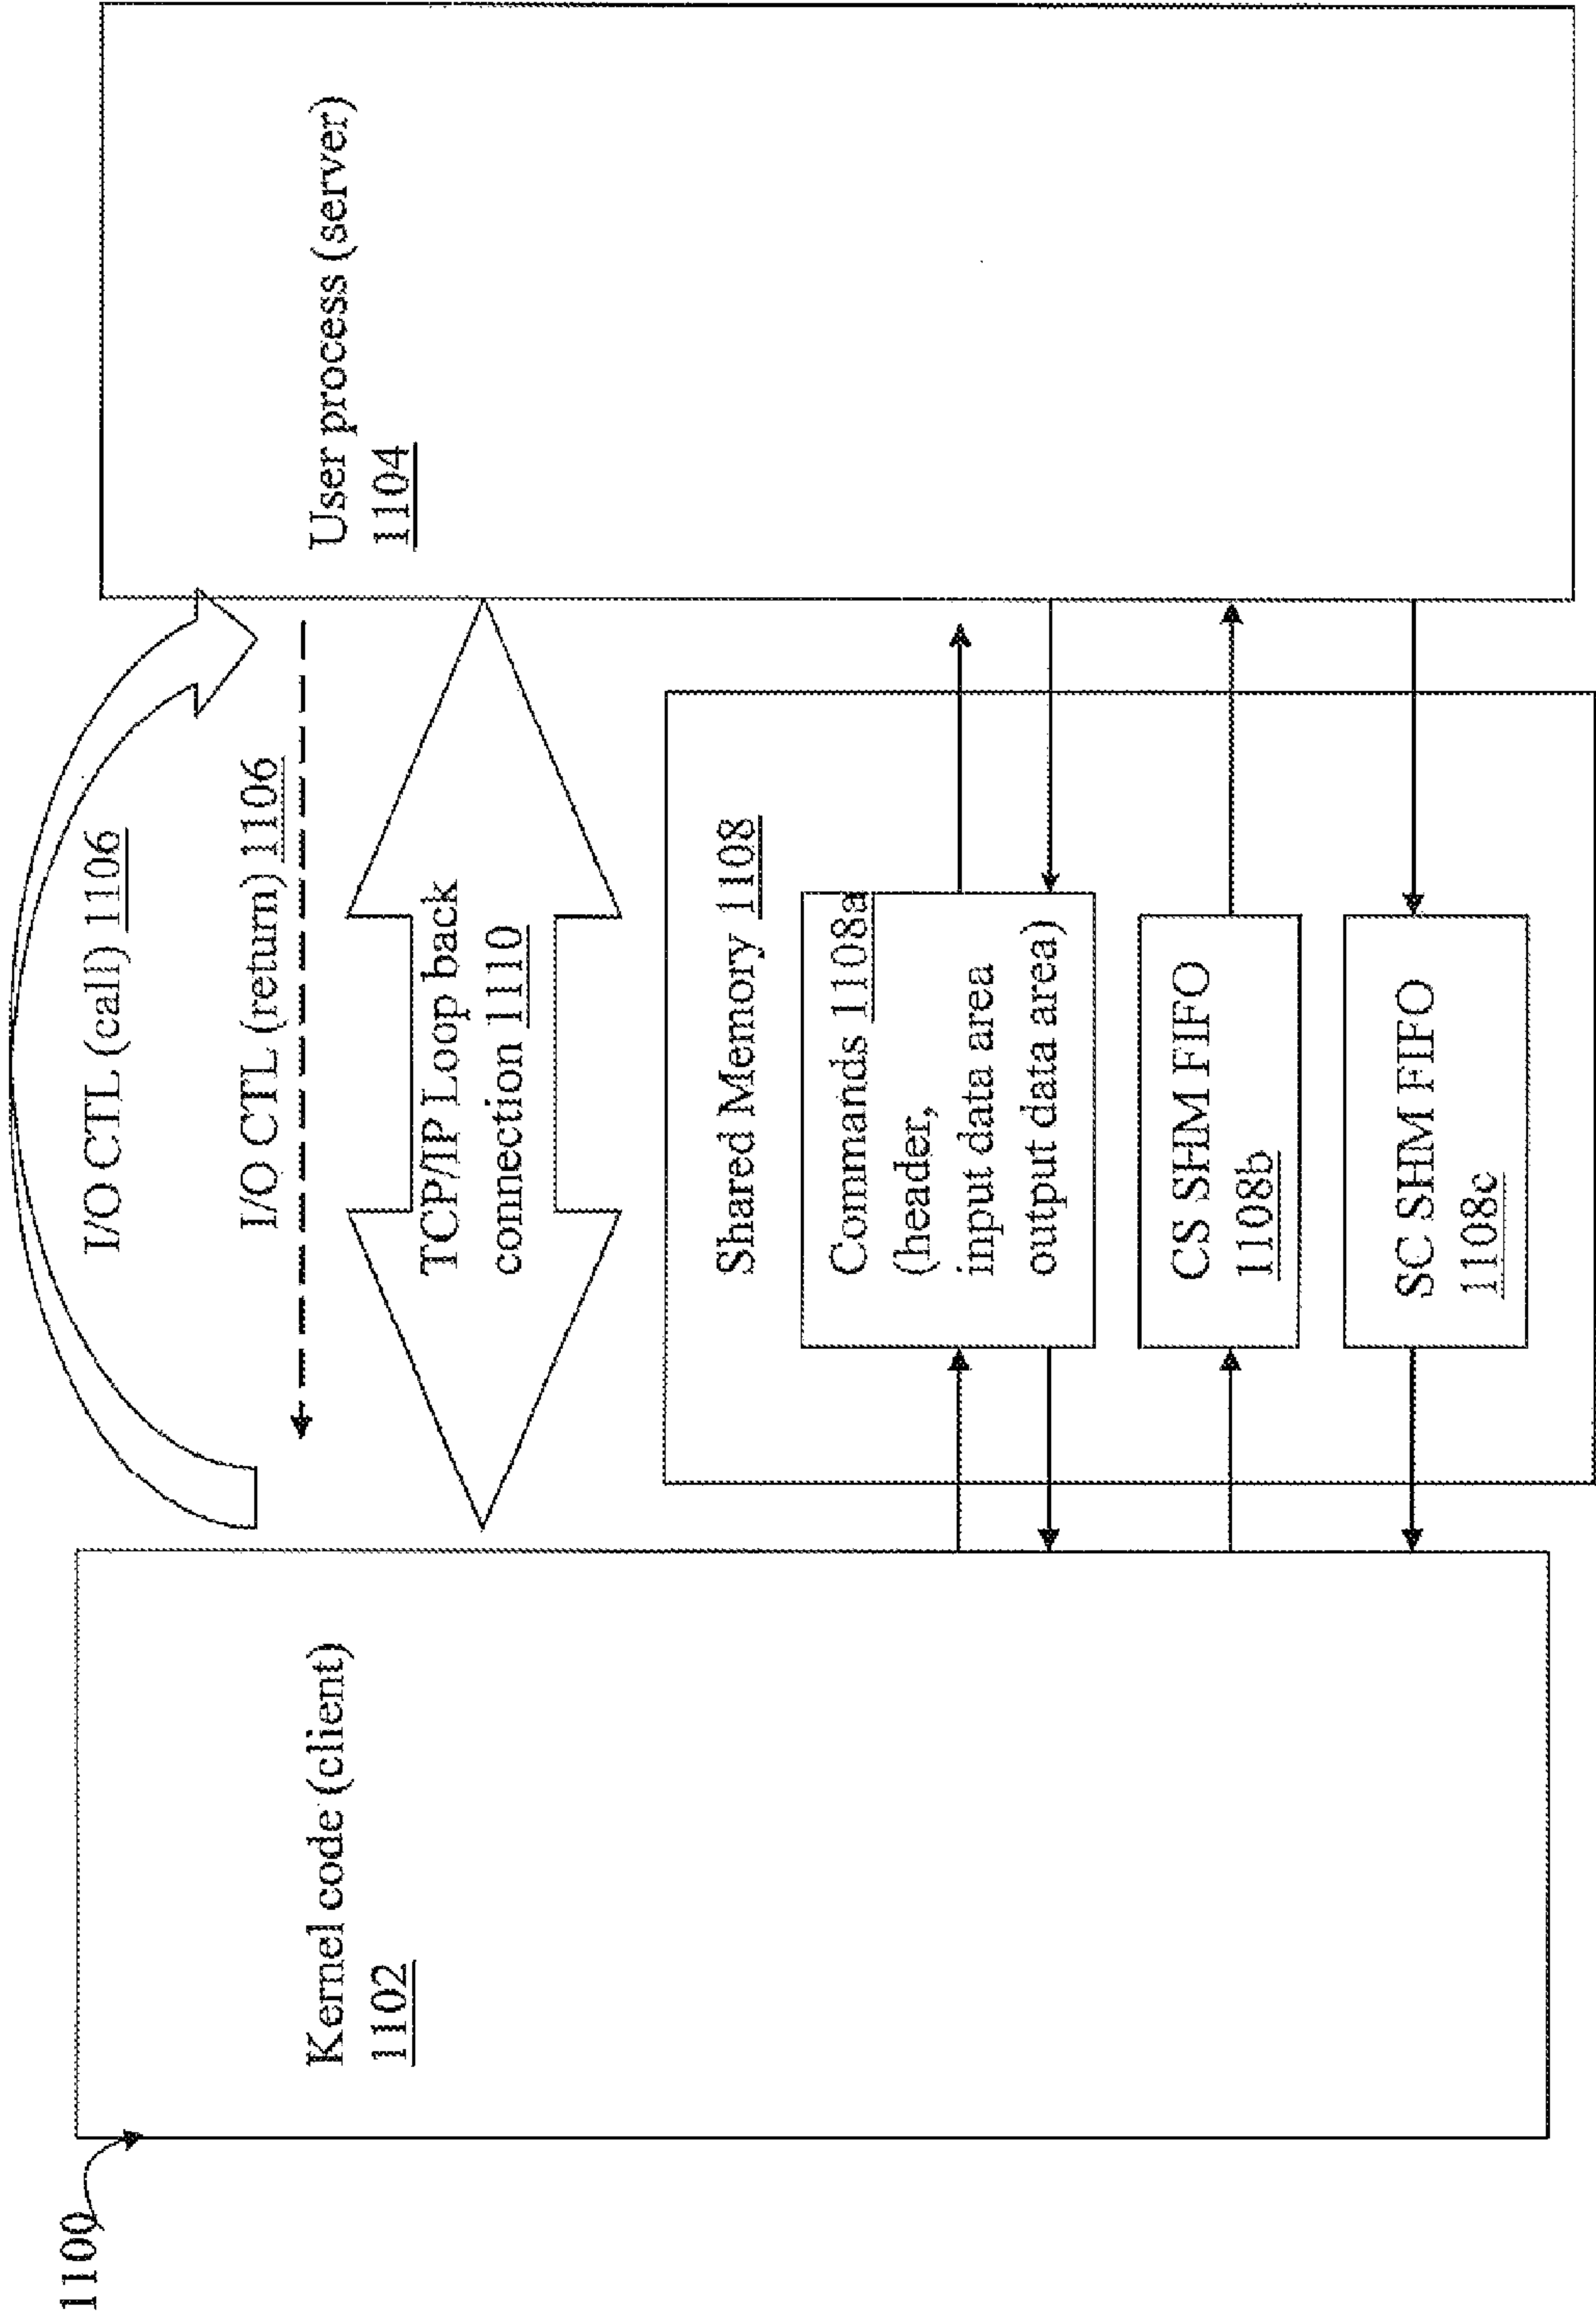 1100
I/O CTL (call) 1106
I/O CTL (return) 1106
Kernel code (client)
1102
User process (server)
1104
TCP/IP Loop back
connection 1110
Shared Memory 1108
Commands 1108a
(header,
input data area
output data area)
CS SHM FIFO
1108b
SC SHM FIFO
1108c